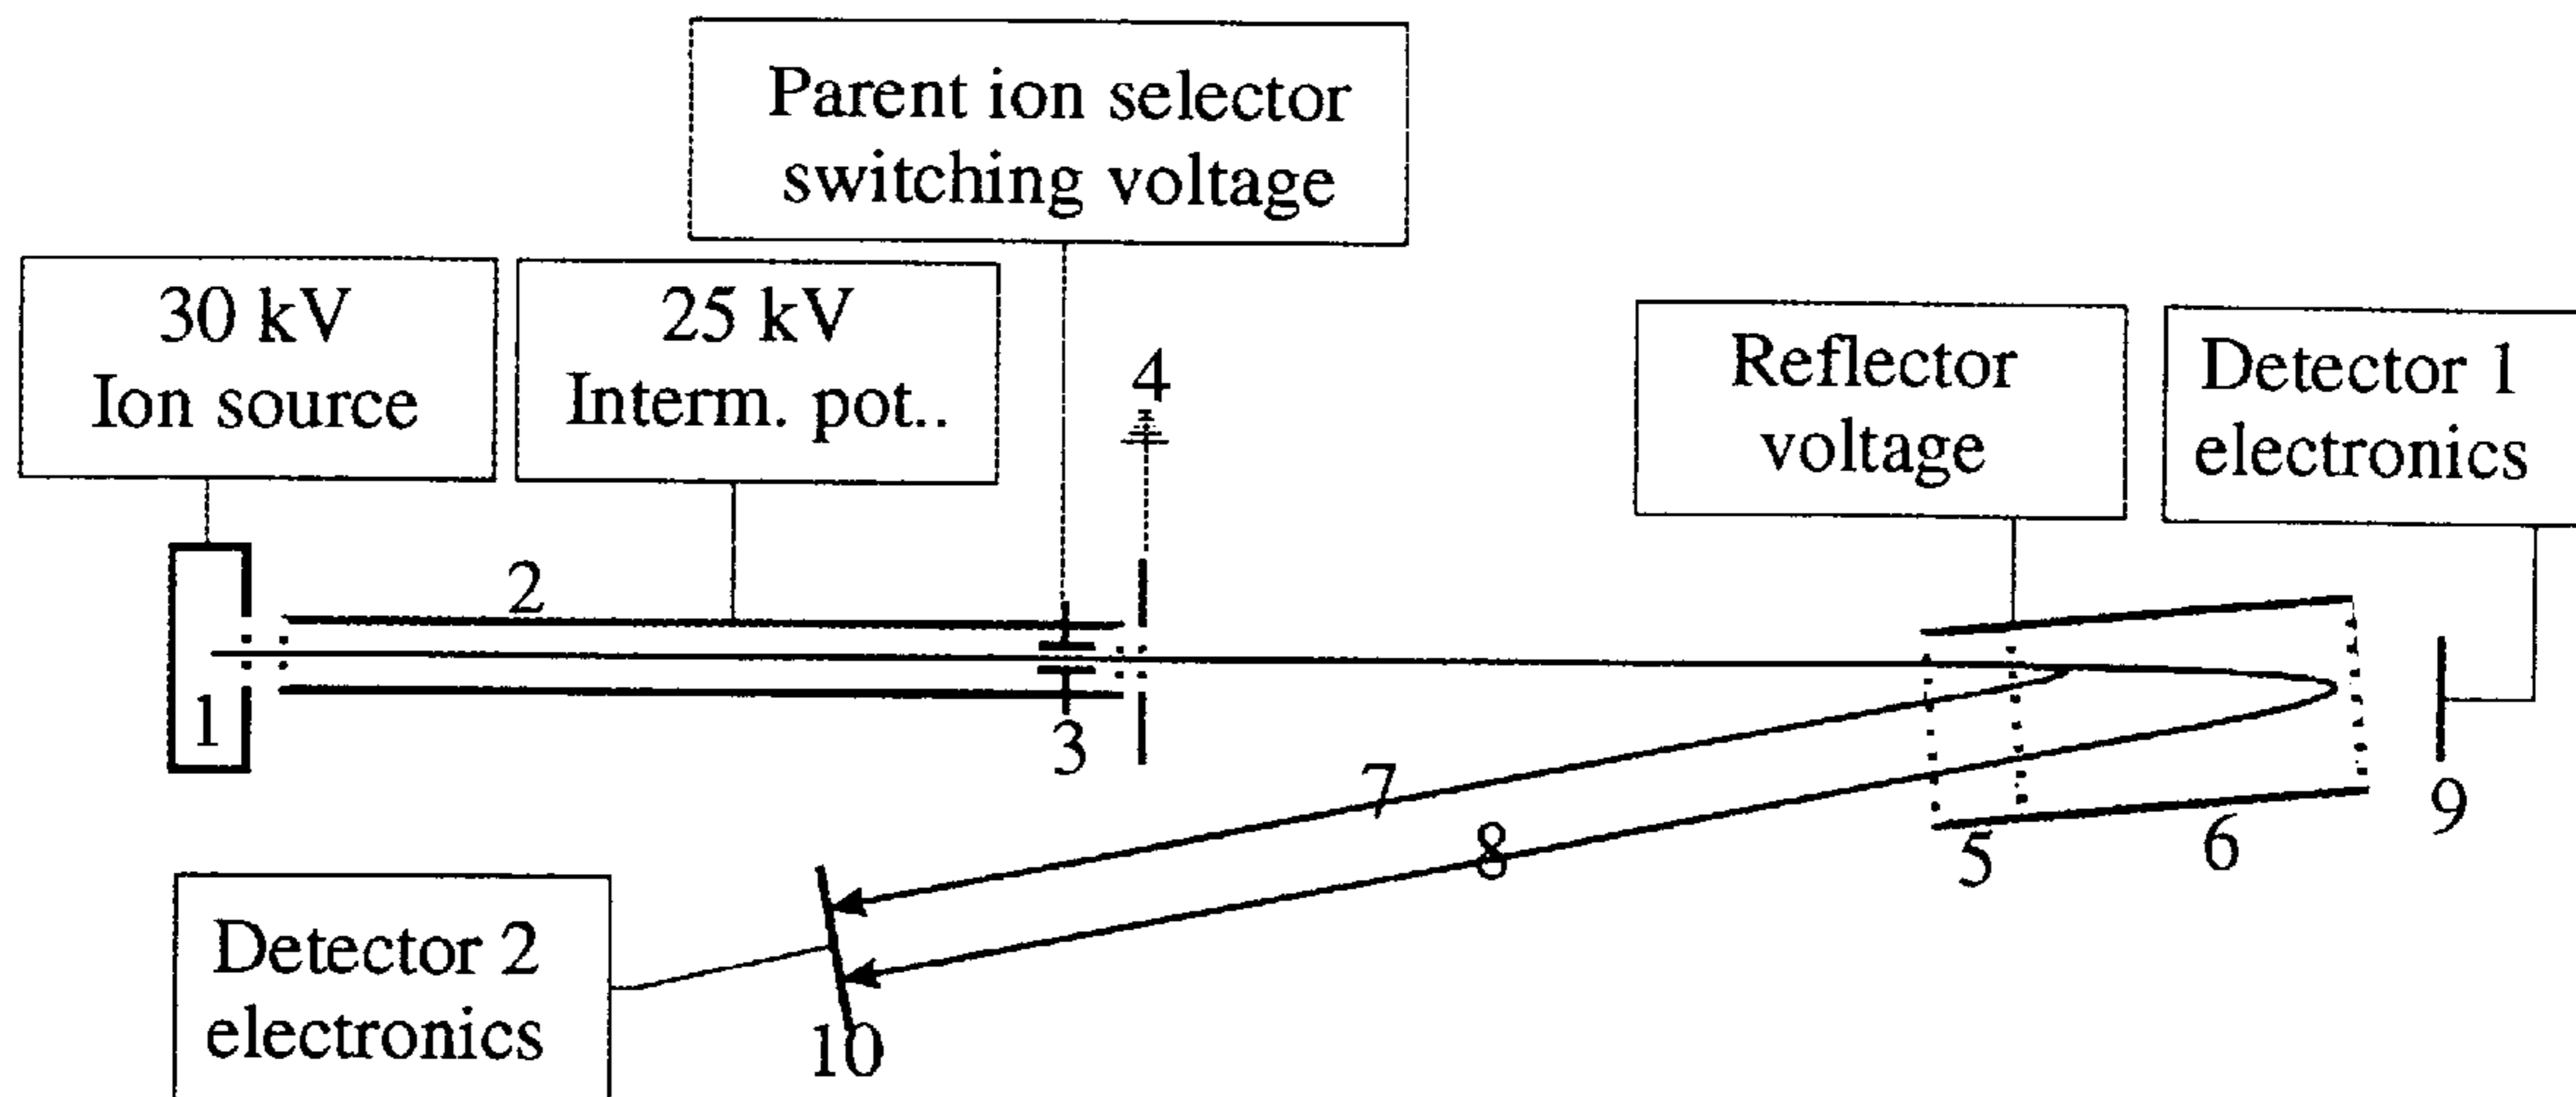 Parent ion selector
switching voltage
30 kV
Ion source
25 kV
Interm. pot..
4
Reflector
voltage
Detector 1
electronics
2
1
3
7
8
5
6
9
Detector 2
electronics
10